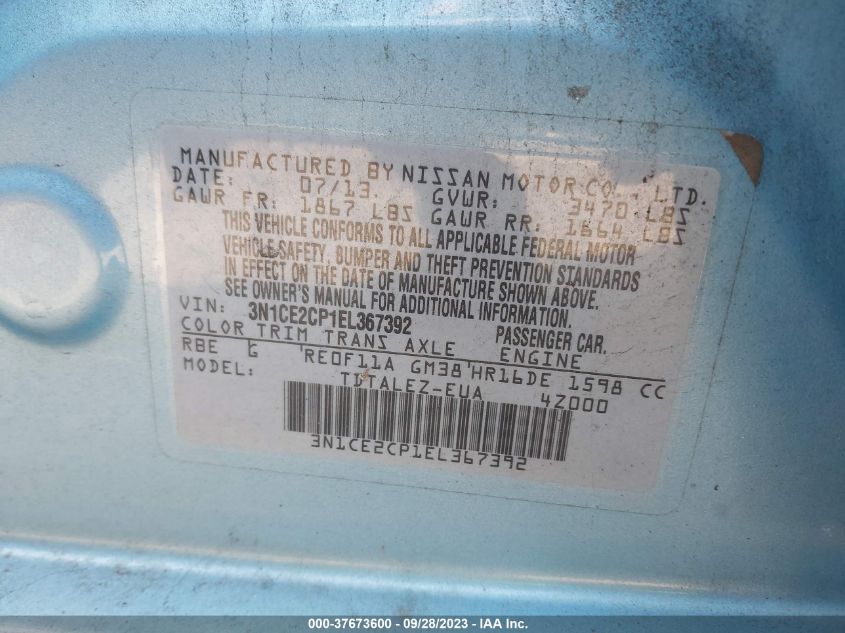 MANUFACTURED BY NISSAN MOTOR CO., LTD.
DATE: 07/13 GVWR: 3470 LBS
GAWR FR: 1867 LBS GAWR RR: 1664 LBS
THIS VEHICLE CONFORMS TO ALL APPLICABLE FEDERAL MOTOR
VEHICLE SAFETY, BUMPER AND THEFT PREVENTION STANDARDS
IN EFFECT ON THE DATE OF MANUFACTURE SHOWN ABOVE.
SEE OWNER'S MANUAL FOR ADDITIONAL INFORMATION.
VIN: 3N1CE2CP1EL367392 PASSENGER CAR.
COLOR TRIM TRANS AXLE ENGINE
RBE G RE0F11A GM38 HR16DE 1598 CC
MODEL: TDTALEZ-EUA 4Z000
3N1CE2CP1EL367392
000-37673600 - 09/28/2023 - IAA Inc.